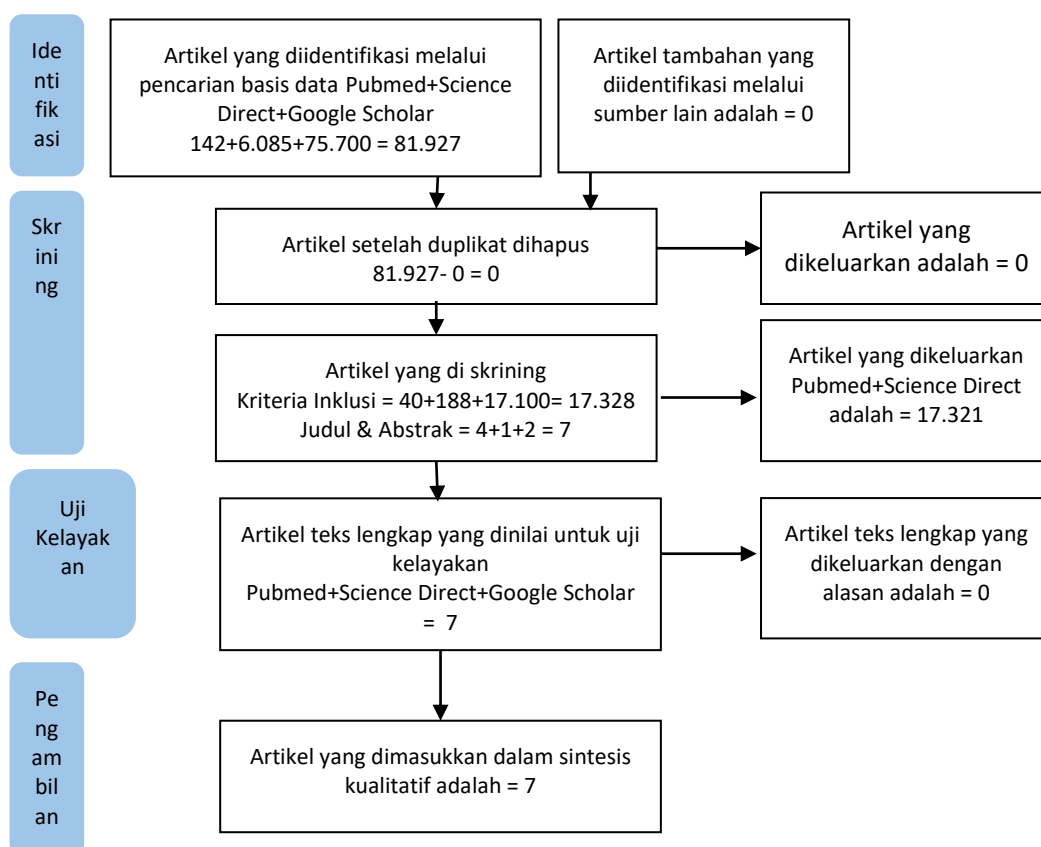 Ide
nti
fik
asi
Artikel yang diidentifikasi melalui
pencarian basis data Pubmed+Science
Direct+Google Scholar
142+6.085+75.700 = 81.927
Artikel tambahan yang
diidentifikasi melalui
sumber lain adalah = 0
Skr
ini
ng
Artikel setelah duplikat dihapus
81.927- 0 = 0
Artikel yang
dikeluarkan adalah = 0
Artikel yang di skrining
Kriteria Inklusi = 40+188+17.100= 17.328
Judul & Abstrak = 4+1+2 = 7
Artikel yang dikeluarkan
Pubmed+Science Direct
adalah = 17.321
Uji
Kelayak
an
Artikel teks lengkap yang dinilai untuk uji
kelayakan
Pubmed+Science Direct+Google Scholar
= 7
Artikel teks lengkap yang
dikeluarkan dengan
alasan adalah = 0
Pe
ng
am
bil
an
Artikel yang dimasukkan dalam sintesis
kualitatif adalah = 7